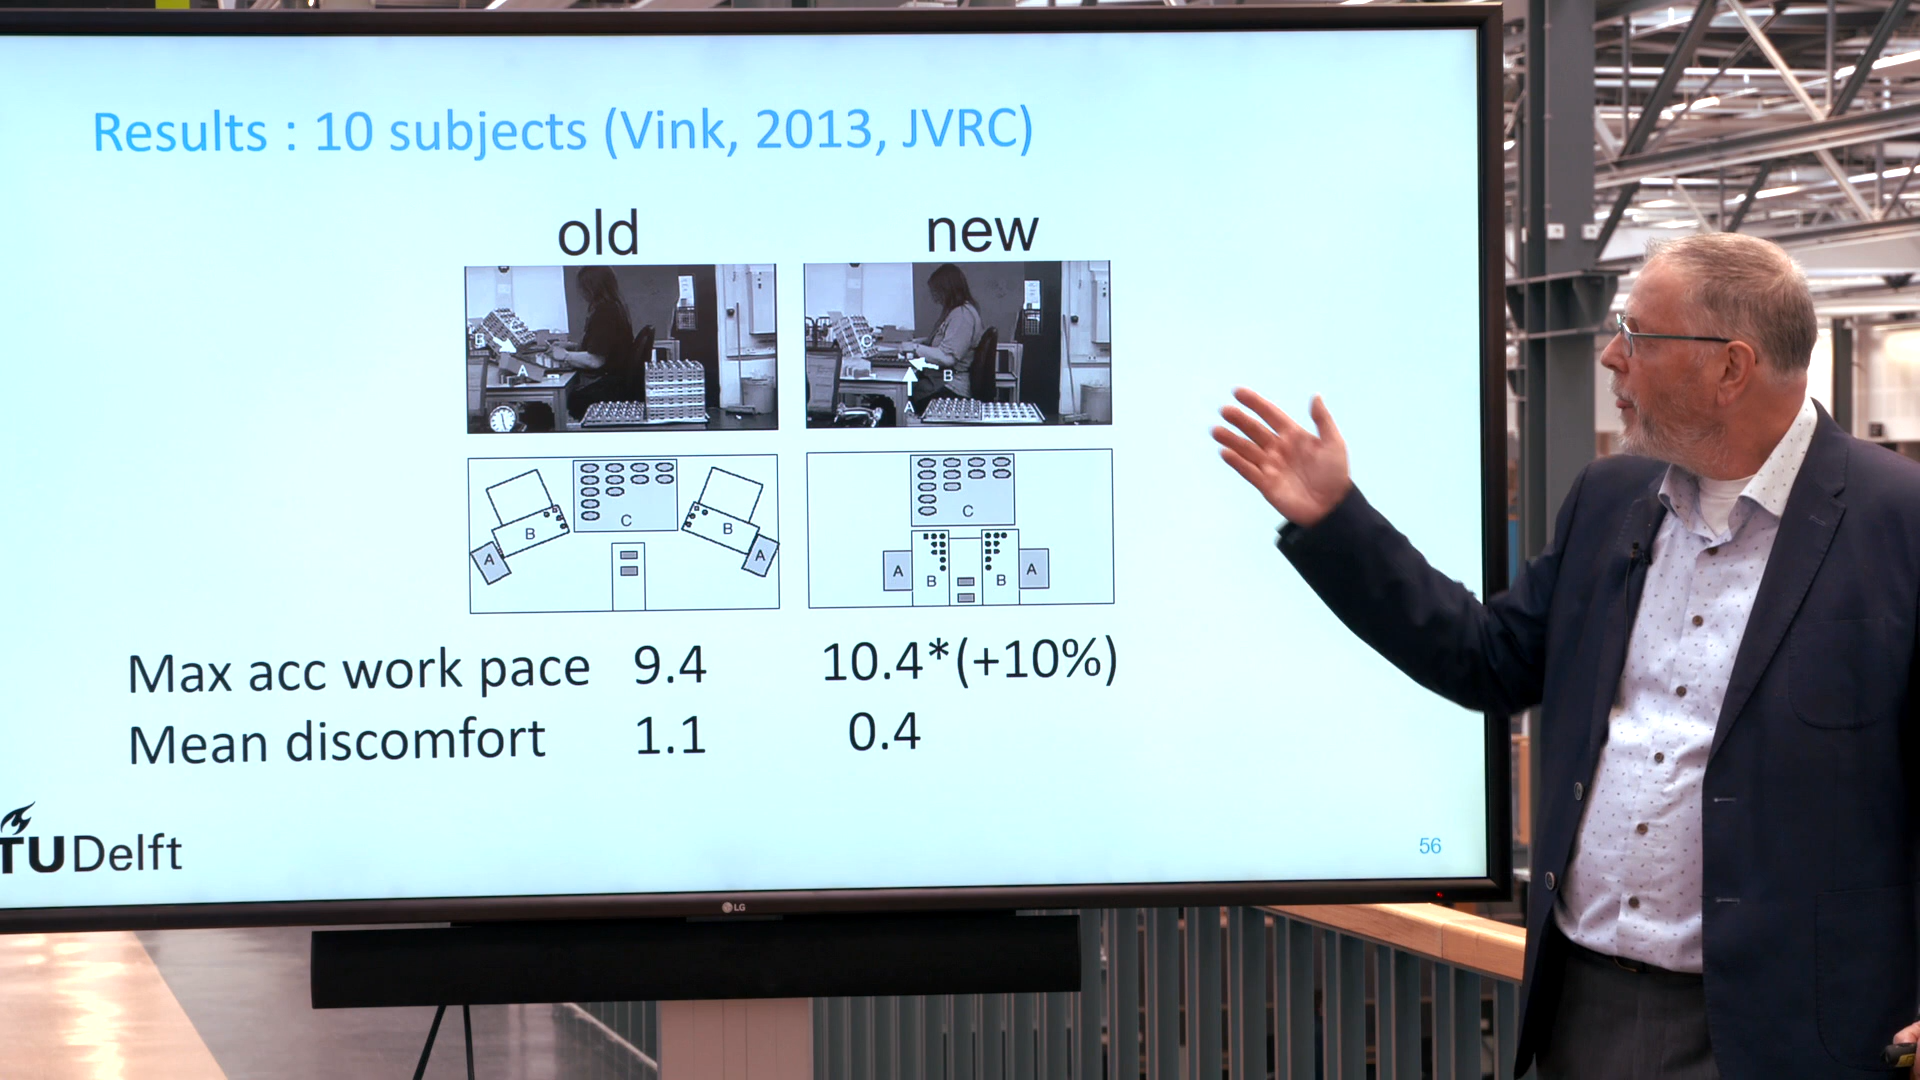 Results : 10 subjects (Vink, 2013, JVRC)
old new
B C A
C B A
C
B B
A A
C
A B B A
Max acc work pace 9.4 10.4*(+10%)
Mean discomfort 1.1 0.4
TUDelft
56
LG